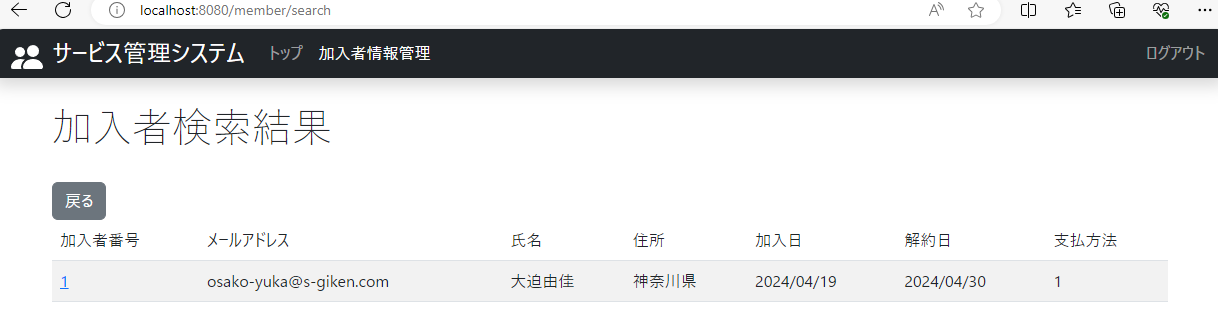 localhost:8080/member/search
サービス管理システム トップ 加入者情報管理 ログアウト
加入者検索結果
戻る
加入者番号 メールアドレス 氏名 住所 加入日 解約日 支払方法
1 osako-yuka@s-giken.com 大迫由佳 神奈川県 2024/04/19 2024/04/30 1